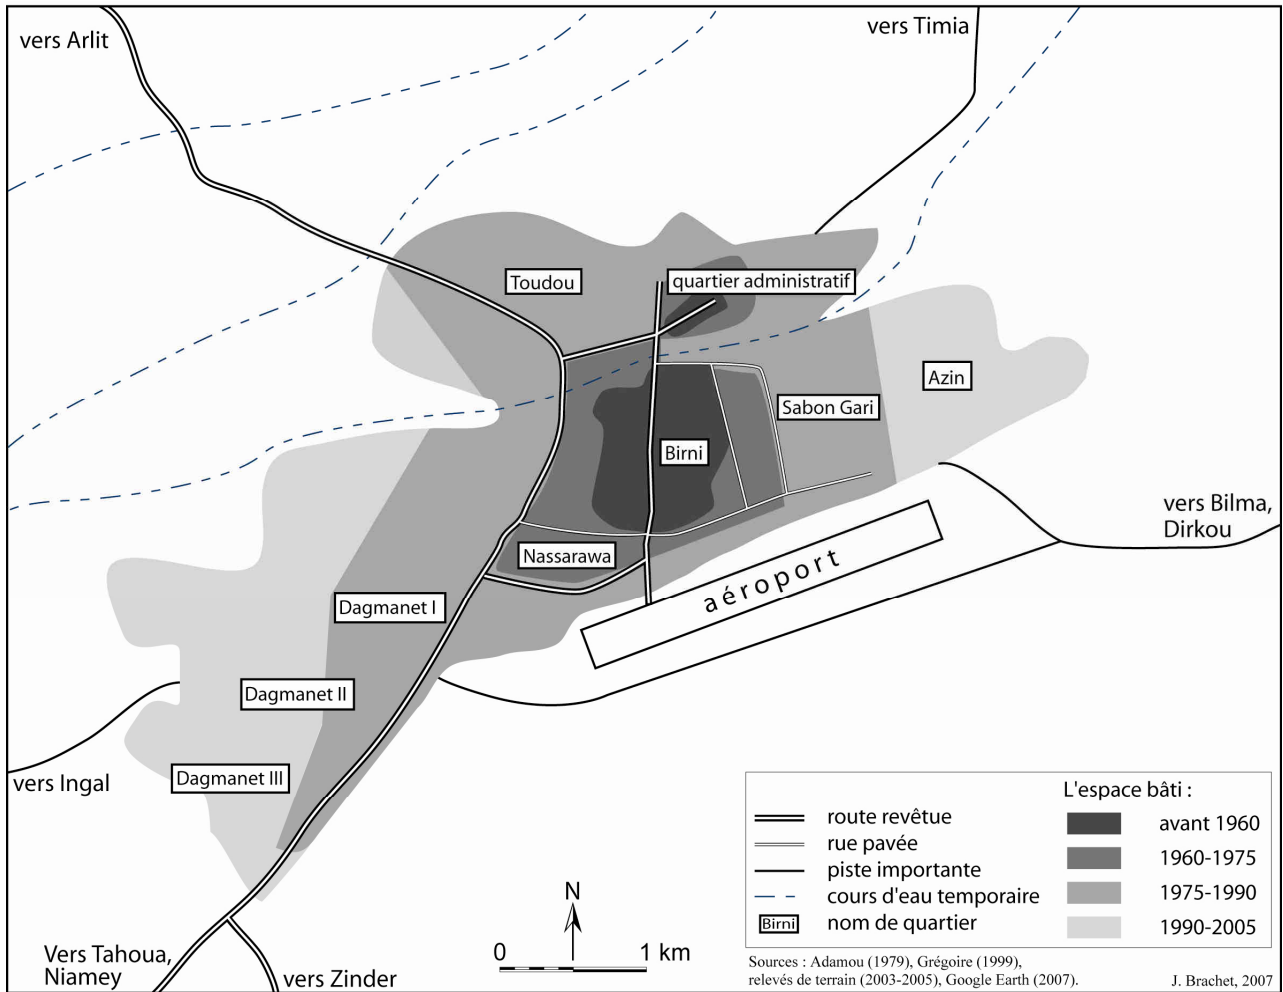 vers Arlit
vers Timia
Toudou
quartier administratif
Azin
Sabon Gari
Birni
vers Bilma,
Dirkou
Nassarawa
aéroport
Dagmanet I
Dagmanet II
Dagmanet III
vers Ingal
Vers Tahoua,
Niamey
vers Zinder
N
0 1 km
L'espace bâti :
route revêtue
rue pavée
piste importante
cours d'eau temporaire
Birni nom de quartier
avant 1960
1960-1975
1975-1990
1990-2005
Sources : Adamou (1979), Grégoire (1999),
relevés de terrain (2003-2005), Google Earth (2007).
J. Brachet, 2007